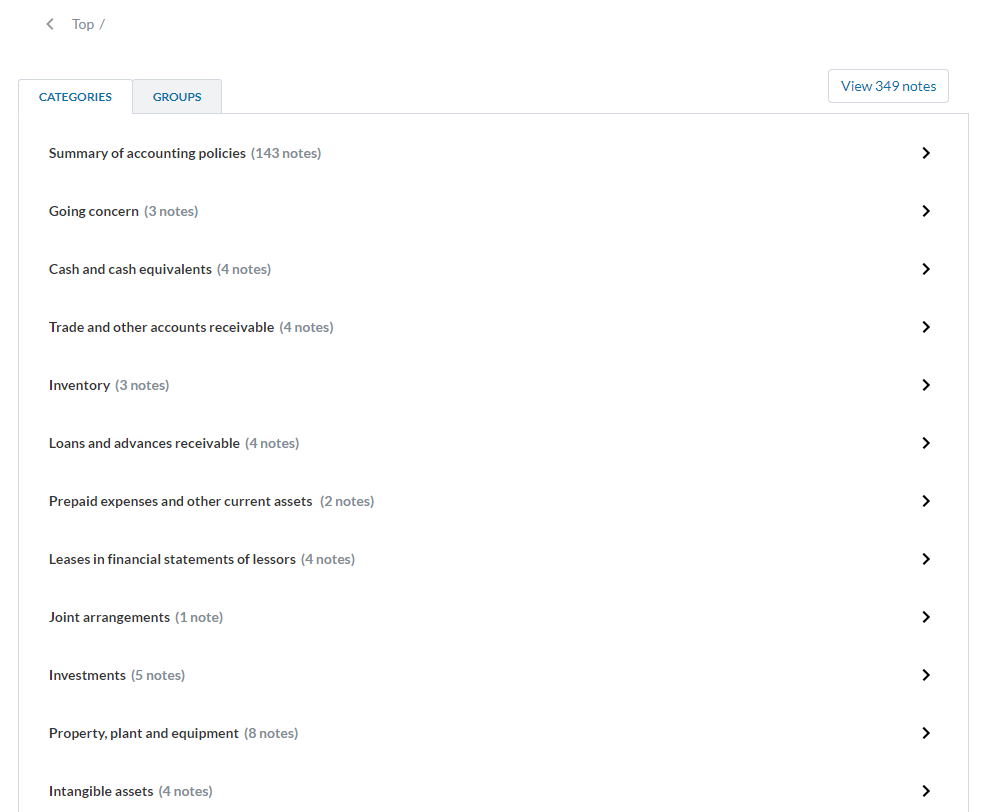 Top /
CATEGORIES GROUPS View 349 notes
Summary of accounting policies (143 notes)
Going concern (3 notes)
Cash and cash equivalents (4 notes)
Trade and other accounts receivable (4 notes)
Inventory (3 notes)
Loans and advances receivable (4 notes)
Prepaid expenses and other current assets (2 notes)
Leases in financial statements of lessors (4 notes)
Joint arrangements (1 note)
Investments (5 notes)
Property, plant and equipment (8 notes)
Intangible assets (4 notes)